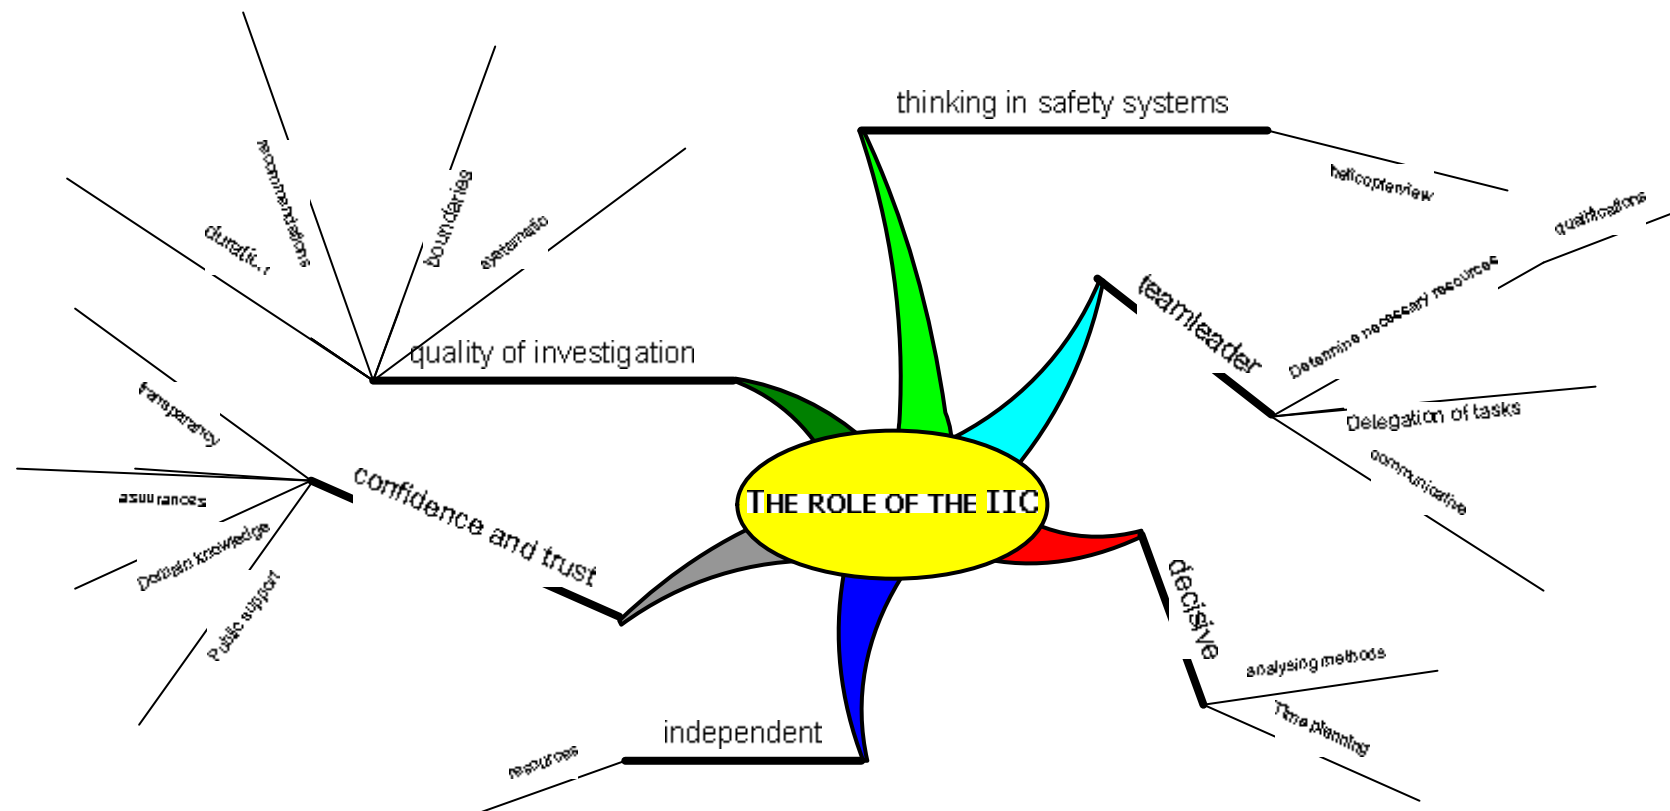 thinking in safety systems
helicopterview
qualifications
Determine necessary resources
teamleader
Delegation of tasks
communicative
recommendations
boundaries
systematic
quality of investigation
transparancy
confidence and trust
asuurances
Domain knowledge
Public support
THE ROLE OF THE IIC
decisive
analysing methods
Time planning
independent
resources